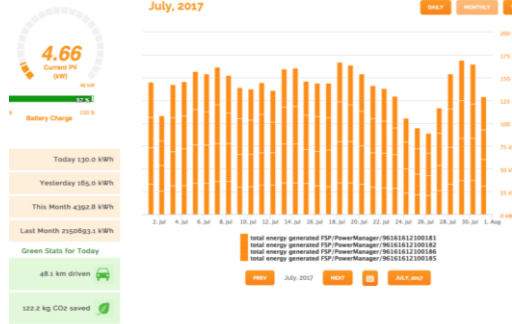 July, 2017
DAILY
MONTHLY
4.66
Current PV
(kW)
48 kW
97 %
100 %
Battery Charge
Today 130.0 kWh
Yesterday 165.0 kWh
This Month 4392.8 kWh
Last Month 2150693.1 kWh
Green Stats for Today
48.1 km driven
122.2 kg CO2 saved
200
175
150
125
100
75 k
50 k
25 k
0 kW
2. Jul 4. Jul 6. Jul 8. Jul 10. Jul 12. Jul 14. Jul 16. Jul 18. Jul 20. Jul 22. Jul 24. Jul 26. Jul 28. Jul 30. Jul 1. Aug
total energy generated FSP/PowerManager/96161612100181
total energy generated FSP/PowerManager/96161612100182
total energy generated FSP/PowerManager/96161612100186
total energy generated FSP/PowerManager/96161612100185
PREV
July, 2017
NEXT
JULY, 2017